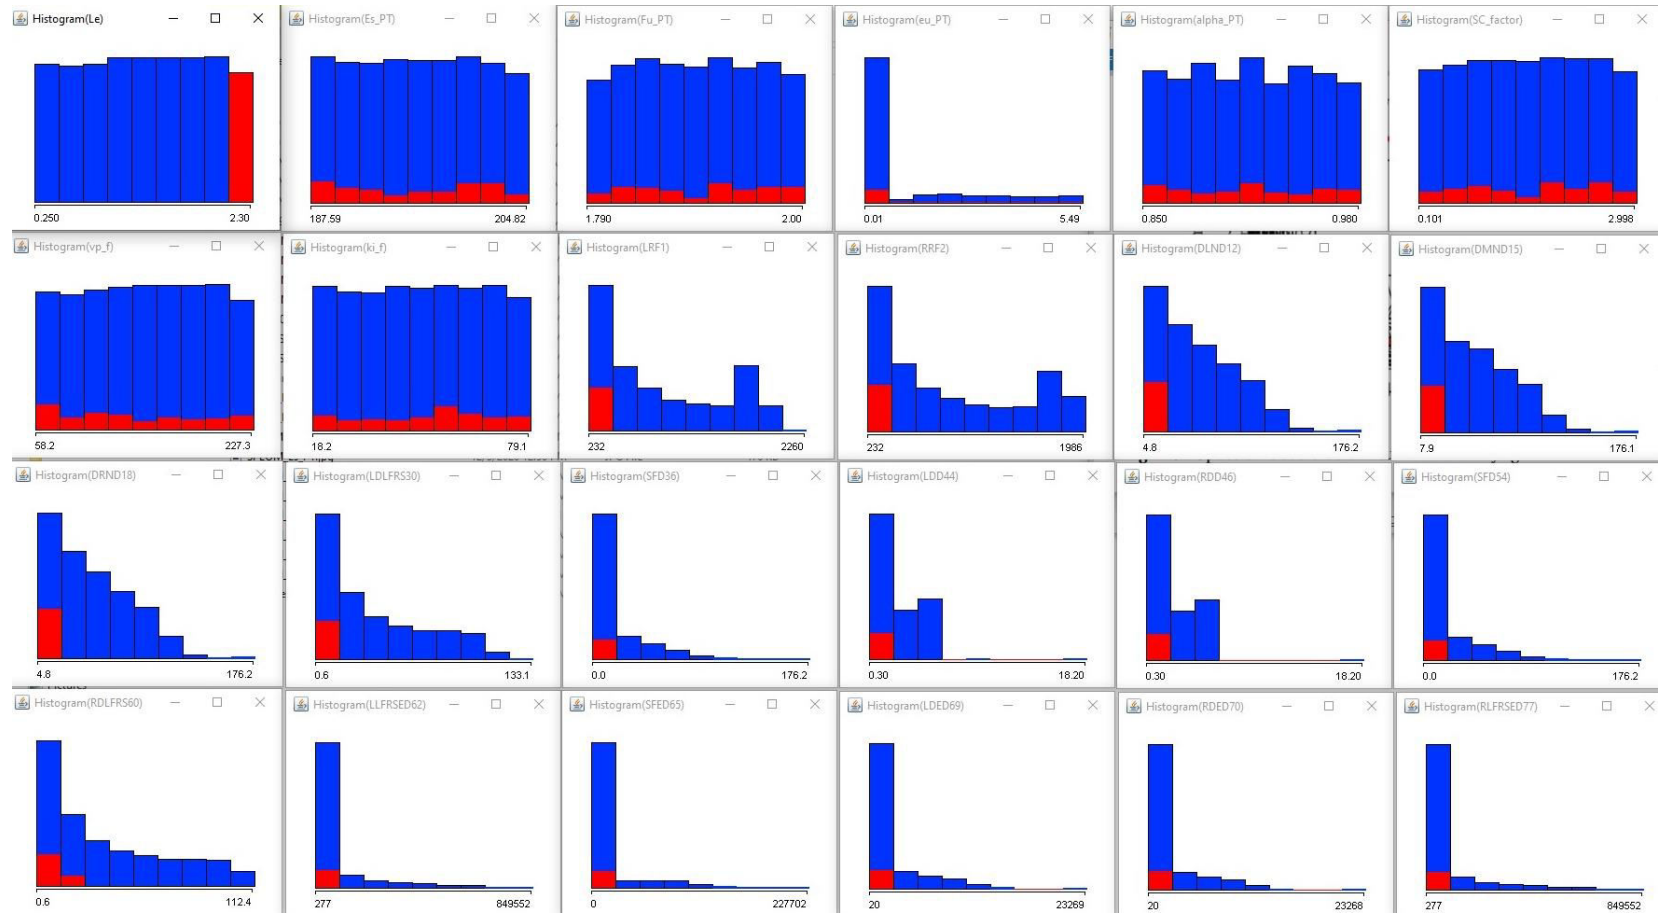 Histogram(Le)
0.250 2.30
Histogram(Es_PT)
187.59 204.82
Histogram(Fu_PT)
1.790 2.00
Histogram(eu_PT)
0.01 5.49
Histogram(alpha_PT)
0.850 0.980
Histogram(SC_factor)
0.101 2.998
Histogram(vp_f)
58.2 227.3
Histogram(ki_f)
18.2 79.1
Histogram(LRF1)
232 2260
Histogram(RRF2)
232 1986
Histogram(DLND12)
4.8 176.2
Histogram(DMND15)
7.9 176.1
Histogram(DRND18)
4.8 176.2
Histogram(LDLFRS30)
0.6 133.1
Histogram(SFD36)
0.0 176.2
Histogram(LDD44)
0.30 18.20
Histogram(RDD46)
0.30 18.20
Histogram(SFD54)
0.0 176.2
Histogram(RDLFRS60)
0.6 112.4
Histogram(LLFRSED62)
277 849552
Histogram(SFED65)
0 227702
Histogram(LDED69)
20 23269
Histogram(RDED70)
20 23268
Histogram(RLFRSED77)
277 849552